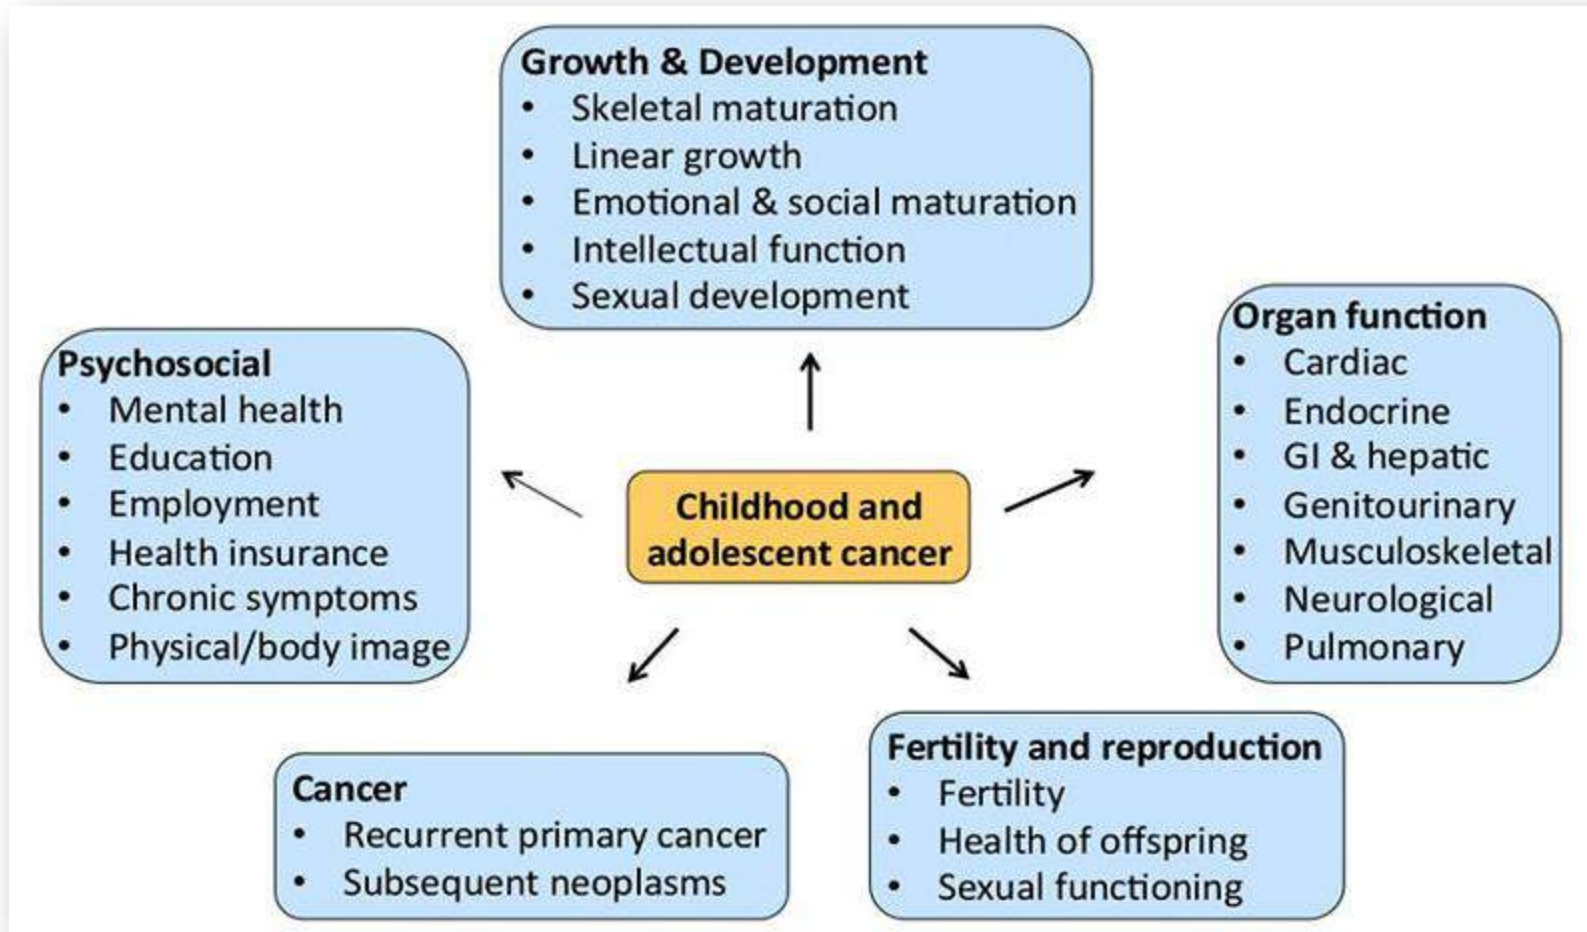 Growth & Development
• Skeletal maturation
• Linear growth
• Emotional & social maturation
• Intellectual function
• Sexual development
Psychosocial
• Mental health
• Education
• Employment
• Health insurance
• Chronic symptoms
• Physical/body image
Childhood and
adolescent cancer
Organ function
• Cardiac
• Endocrine
• GI & hepatic
• Genitourinary
• Musculoskeletal
• Neurological
• Pulmonary
Cancer
• Recurrent primary cancer
• Subsequent neoplasms
Fertility and reproduction
• Fertility
• Health of offspring
• Sexual functioning